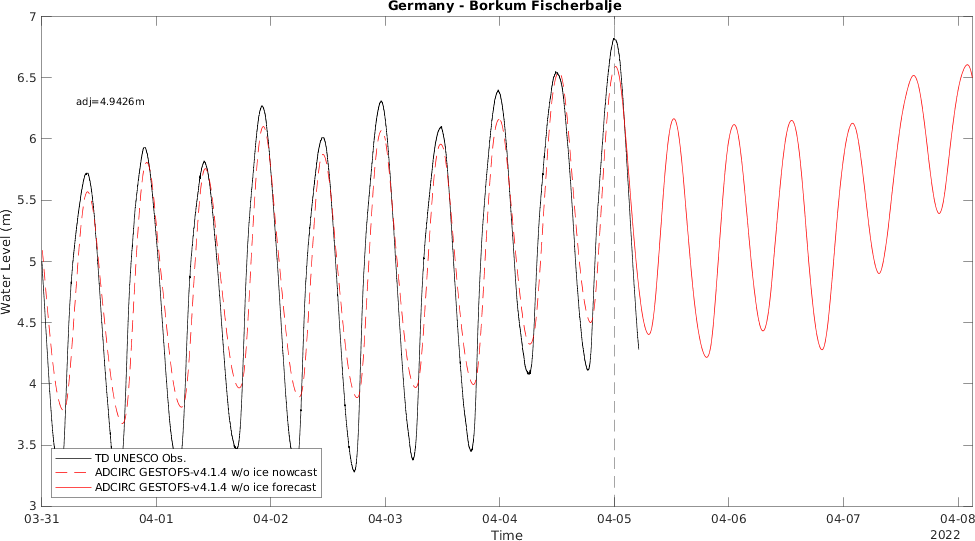 Germany - Borkum Fischerbalje
7
6.5
adj=4.9426m
6
5.5
5
4.5
4
3.5
3
Water Level (m)
TD UNESCO Obs.
ADCIRC GESTOFS-v4.1.4 w/o ice nowcast
ADCIRC GESTOFS-v4.1.4 w/o ice forecast
03-31 04-01 04-02 04-03 04-04 04-05 04-06 04-07 04-08
Time
2022